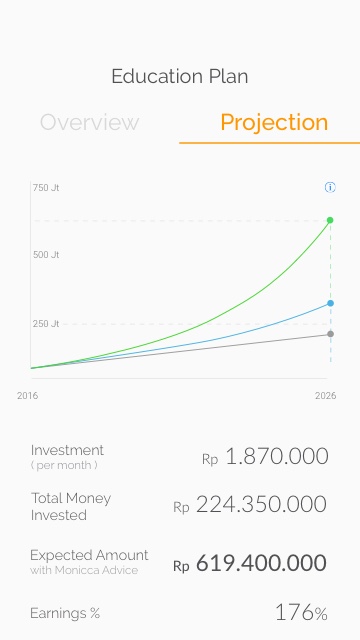 Education Plan
Overview
Projection
750 Jt
500 Jt
250 Jt
2016
2026
Investment
( per month )
Rp 1.870.000
Total Money
Invested
Rp 224.350.000
Expected Amount
with Monicca Advice
Rp 619.400.000
Earnings %
176%